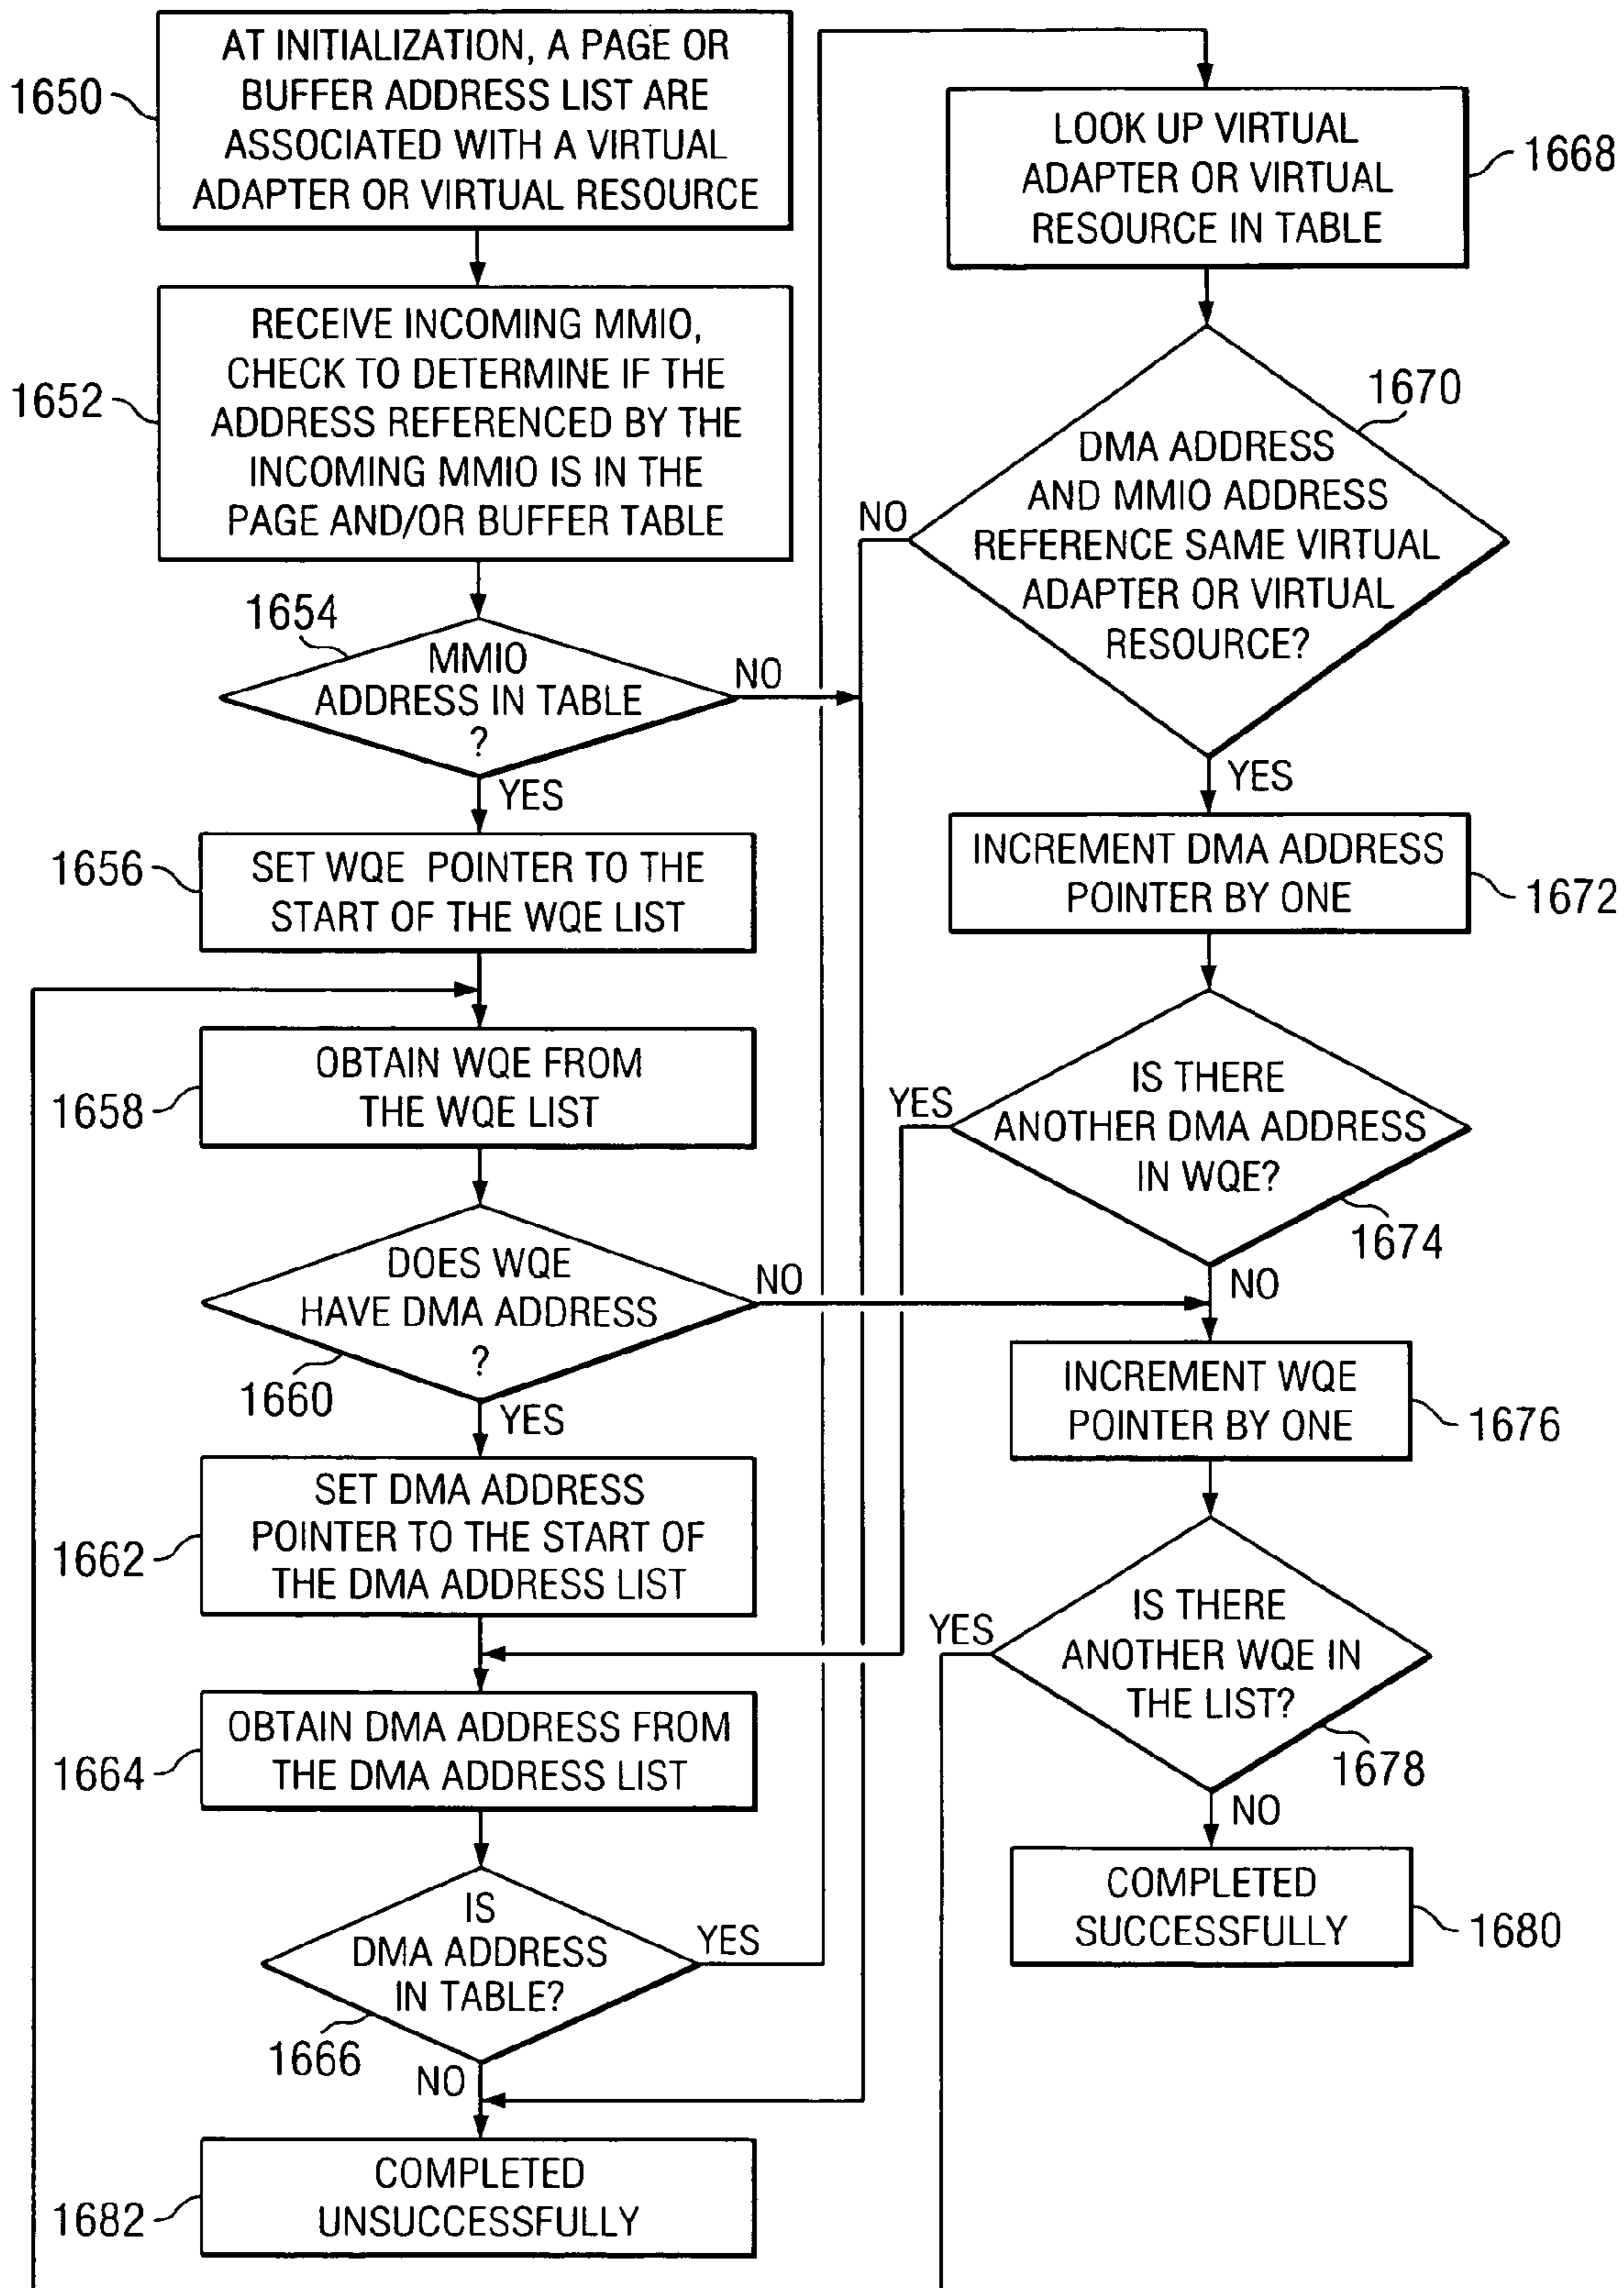 1650
AT INITIALIZATION, A PAGE OR
BUFFER ADDRESS LIST ARE
ASSOCIATED WITH A VIRTUAL
ADAPTER OR VIRTUAL RESOURCE
1652
RECEIVE INCOMING MMIO,
CHECK TO DETERMINE IF THE
ADDRESS REFERENCED BY THE
INCOMING MMIO IS IN THE
PAGE AND/OR BUFFER TABLE
1654
MMIO
ADDRESS IN TABLE
?
NO
YES
1656
SET WQE POINTER TO THE
START OF THE WQE LIST
1658
OBTAIN WQE FROM
THE WQE LIST
DOES WQE
HAVE DMA ADDRESS
?
NO
1660
YES
1662
SET DMA ADDRESS
POINTER TO THE START OF
THE DMA ADDRESS LIST
1664
OBTAIN DMA ADDRESS FROM
THE DMA ADDRESS LIST
IS
DMA ADDRESS
IN TABLE?
YES
1666
NO
1682
COMPLETED
UNSUCCESSFULLY
LOOK UP VIRTUAL
ADAPTER OR VIRTUAL
RESOURCE IN TABLE
1668
1670
DMA ADDRESS
AND MMIO ADDRESS
REFERENCE SAME VIRTUAL
ADAPTER OR VIRTUAL
RESOURCE?
NO
YES
INCREMENT DMA ADDRESS
POINTER BY ONE
1672
IS THERE
ANOTHER DMA ADDRESS
IN WQE?
YES
1674
NO
INCREMENT WQE
POINTER BY ONE
1676
IS THERE
ANOTHER WQE IN
THE LIST?
YES
1678
NO
COMPLETED
SUCCESSFULLY
1680